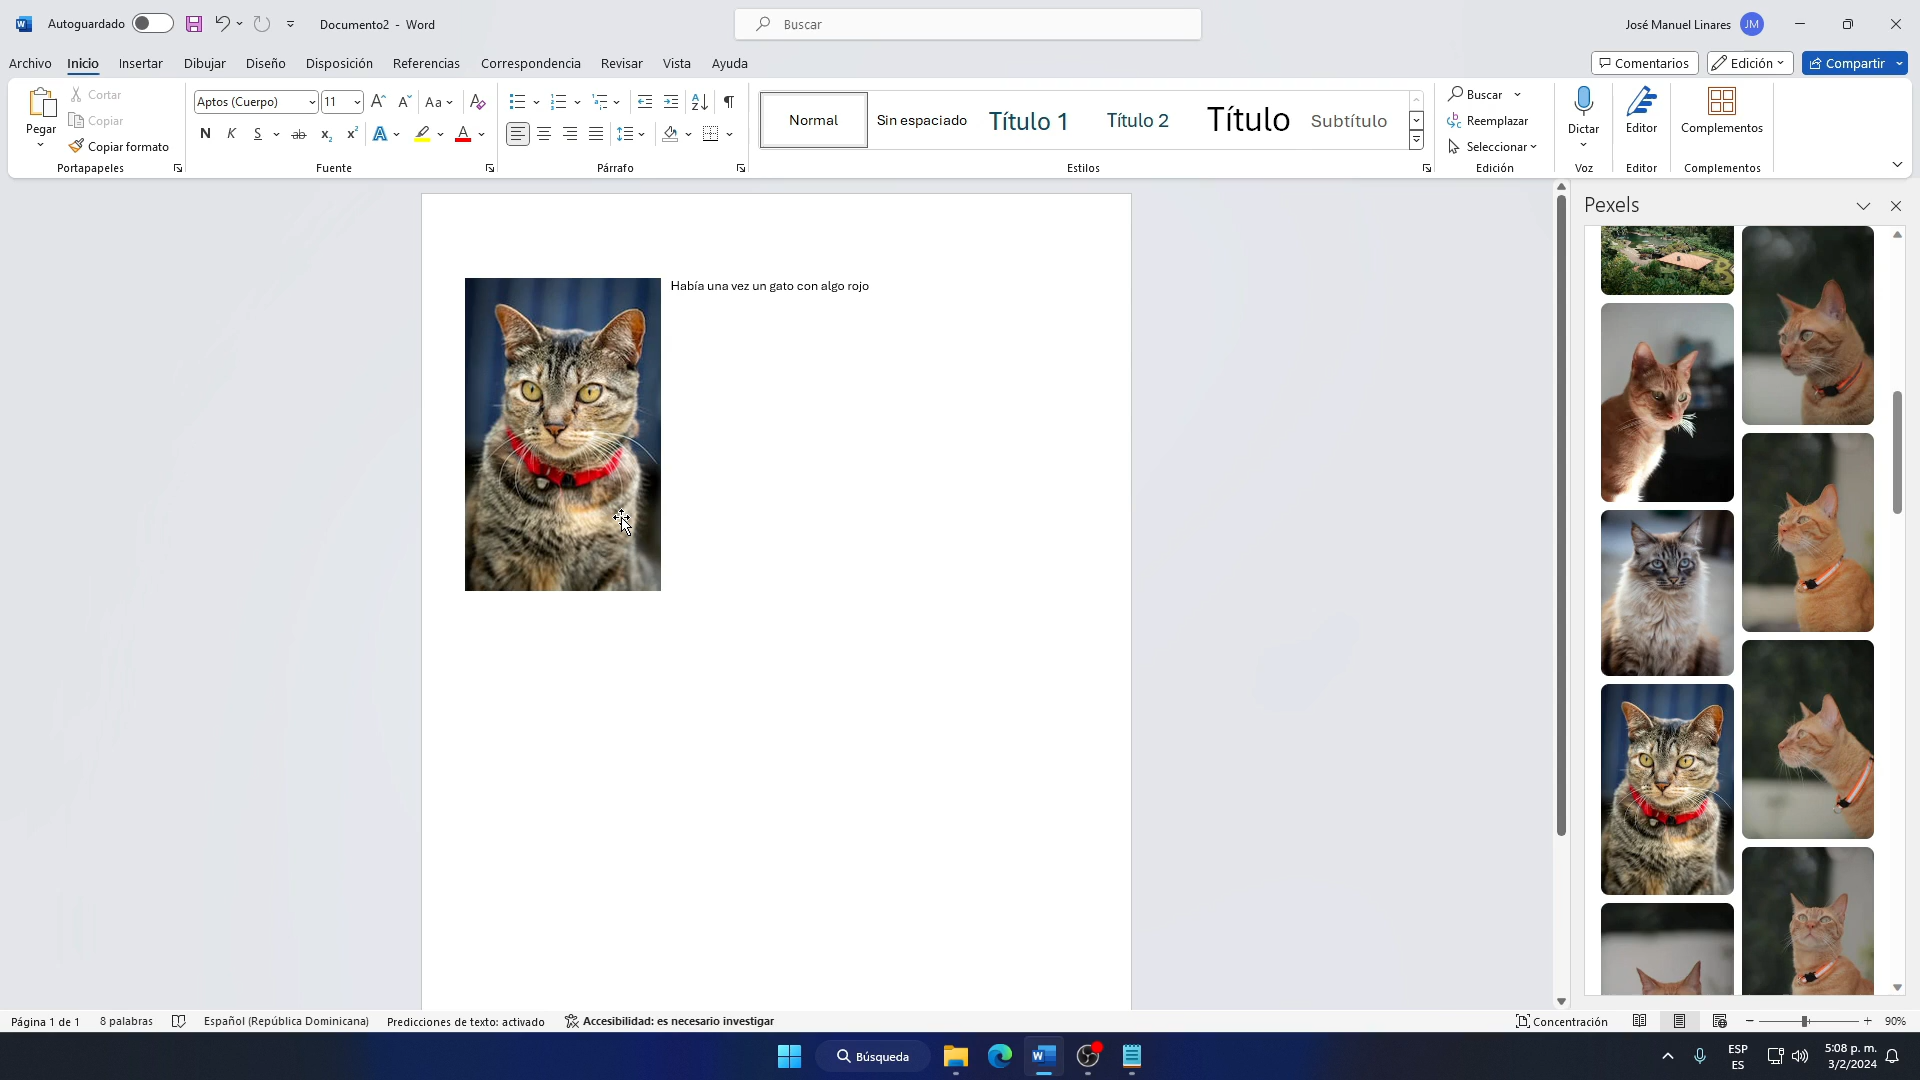 Autoguardado
Documento2 - Word
Buscar
José Manuel Linares
JM
Archivo Inicio Insertar Dibujar Diseño Disposición Referencias Correspondencia Revisar Vista Ayuda
Comentarios
Edición
Compartir
Pegar
Cortar
Copiar
Copiar formato
Portapapeles
Aptos (Cuerpo)
11
Aa
N K S ab x₂ x² A A
Fuente
Párrafo
Normal
Sin espaciado
Título 1
Título 2
Título
Subtítulo
Estilos
Buscar
Reemplazar
Seleccionar
Edición
Dictar
Voz
Editor
Editor
Complementos
Complementos
Pexels
Había una vez un gato con algo rojo
Página 1 de 1
8 palabras
Español (República Dominicana)
Predicciones de texto: activado
Accesibilidad: es necesario investigar
Concentración
90%
Búsqueda
ESP
ES
5:08 p. m.
3/2/2024